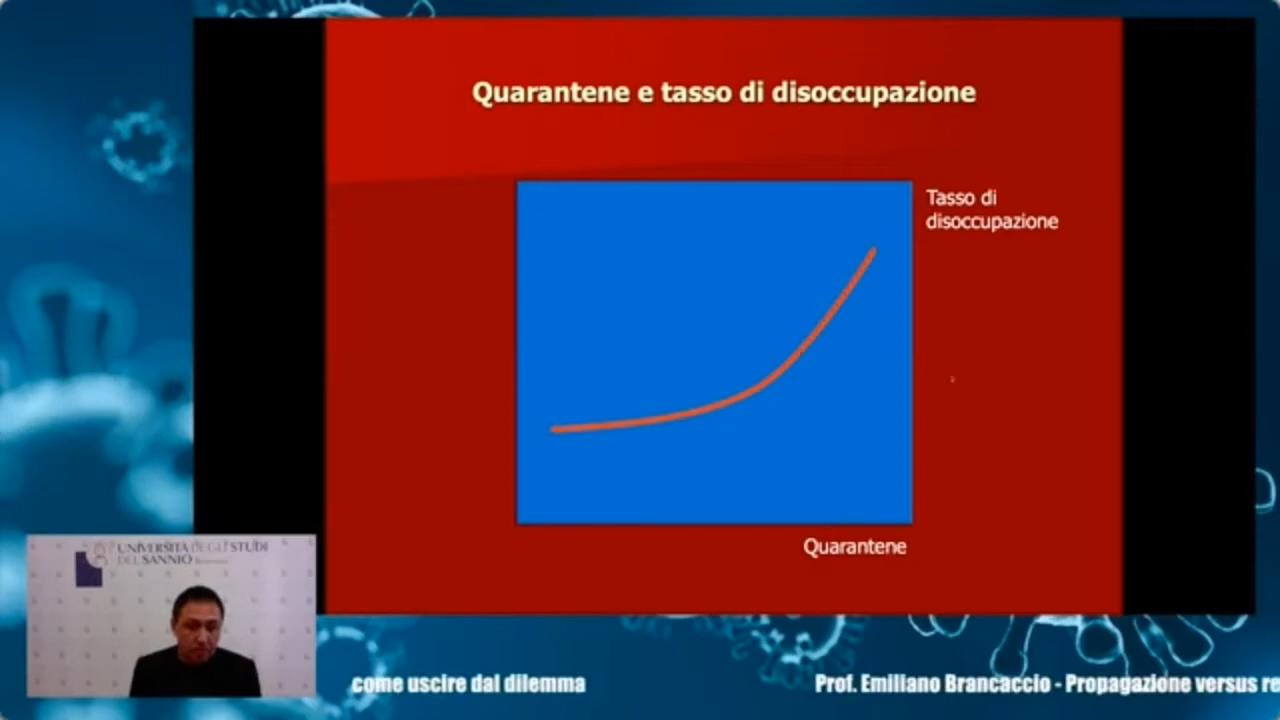 Quarantene e tasso di disoccupazione
Tasso di
disoccupazione
Quarantene
UNIVERSITÀ DEGLI STUDI
DEL SANNIO Benevento
come uscire dal dilemma
Prof. Emiliano Brancaccio - Propagazione versus re